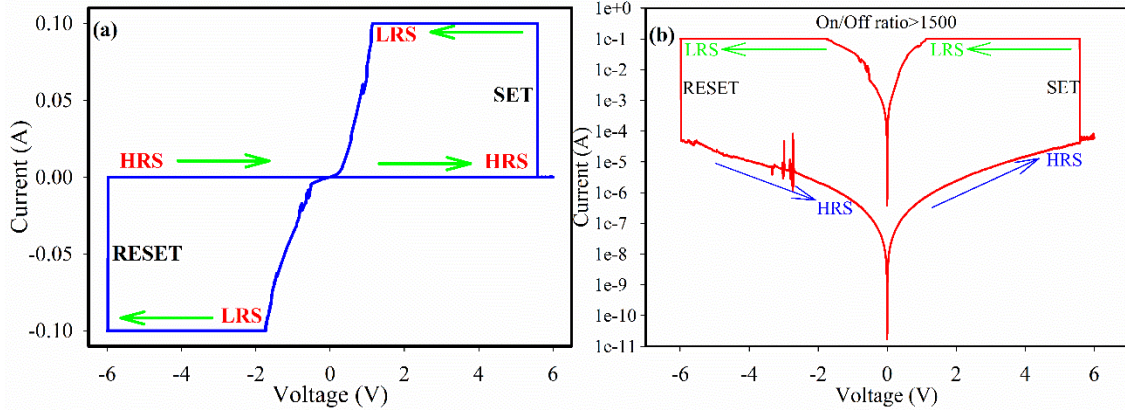 (a)
0.10
0.05
0.00
-0.05
-0.10
Current (A)
LRS
SET
HRS
HRS
RESET
LRS
-6 -4 -2 0 2 4 6
Voltage (V)
(b)
On/Off ratio>1500
1e+0
1e-1
1e-2
1e-3
1e-4
1e-5
1e-6
1e-7
1e-8
1e-9
1e-10
1e-11
Current (A)
LRS
LRS
RESET
SET
HRS
HRS
-6 -4 -2 0 2 4 6
Voltage (V)